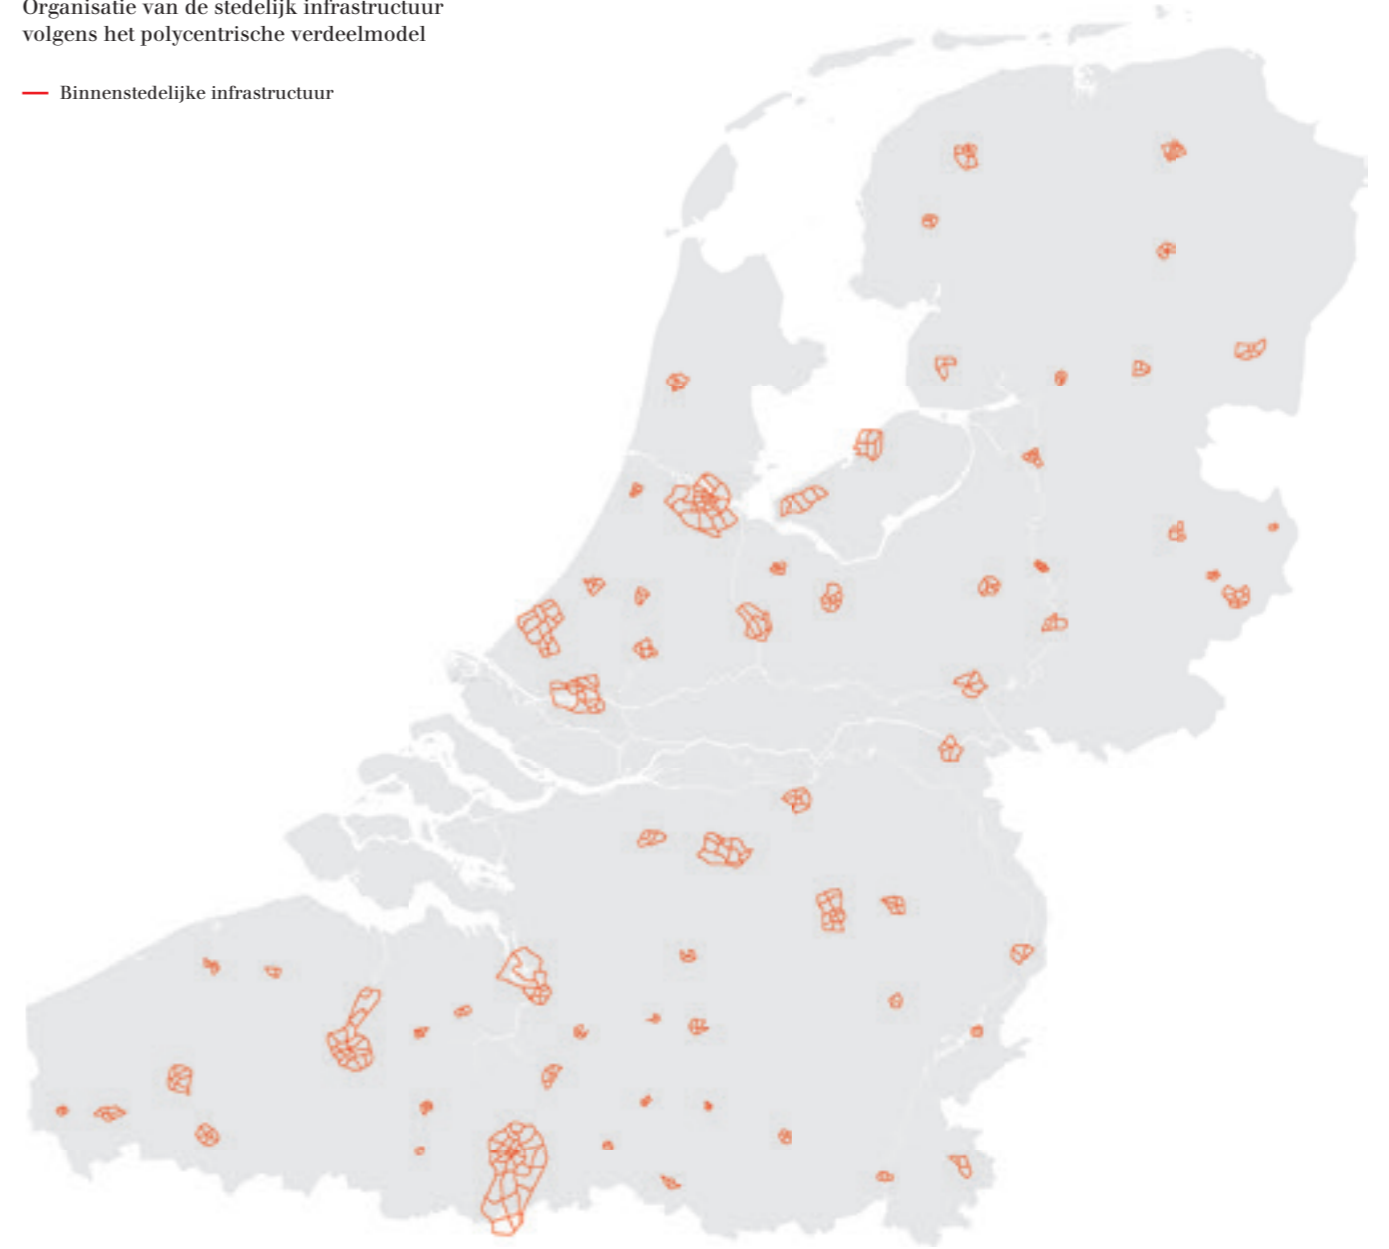 Organisatie van de stedelijk infrastructuur
volgens het polycentrische verdeelmodel
Binnenstedelijke infrastructuur